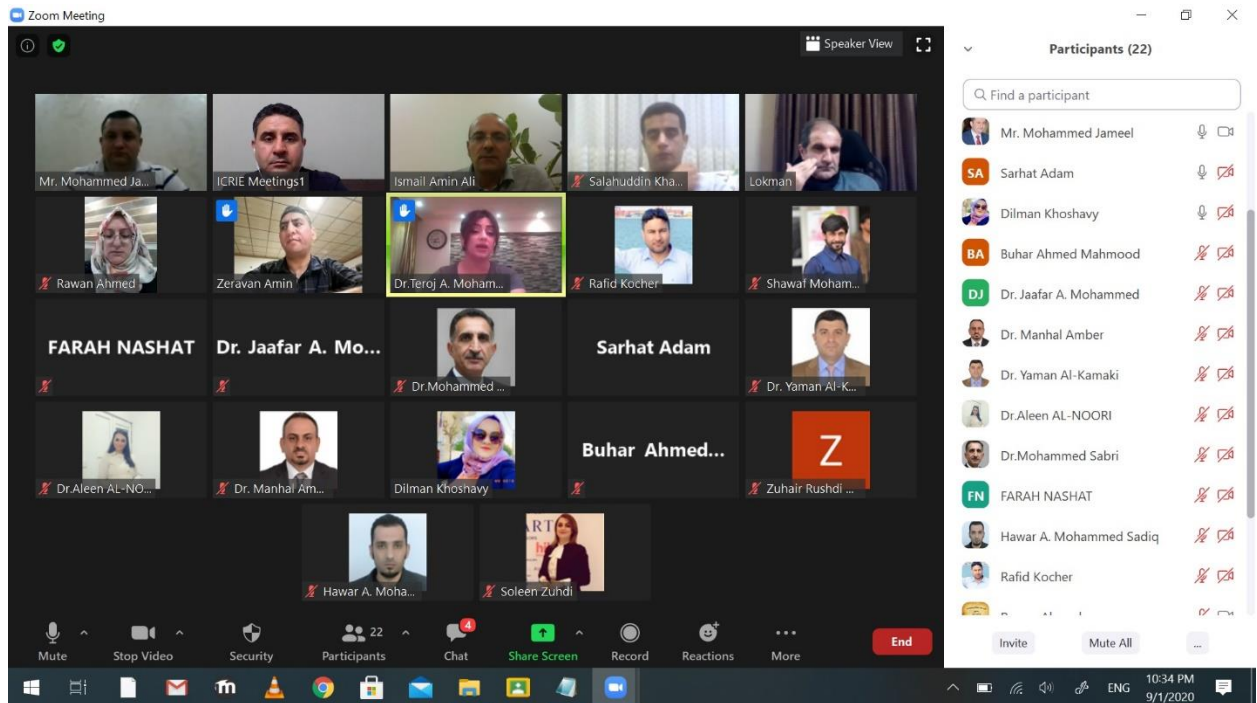 Zoom Meeting
Speaker View
Mr. Mohammed Ja...
ICRIE Meetings1
Ismail Amin Ali
Salahuddin Kha...
Lokman
Rawan Ahmed
Zeravan Amin
Dr.Teroj A. Moham...
Rafid Kocher
Shawaf Moham...
FARAH NASHAT
Dr. Jaafar A. Mo...
Dr.Mohammed ...
Sarhat Adam
Dr. Yaman Al-K...
Dr.Aleen AL-NO...
Dr. Manhal Am...
Dilman Khoshavy
Buhar Ahmed...
Z
Zuhair Rushdi ...
ART
Hawar A. Moha...
Soleen Zuhdi
Mute
Stop Video
Security
22
Participants
4
Chat
Share Screen
Record
Reactions
More
End
Participants (22)
Find a participant
Mr. Mohammed Jameel
SA Sarhat Adam
Dilman Khoshavy
BA Buhar Ahmed Mahmood
DJ Dr. Jaafar A. Mohammed
Dr. Manhal Amber
Dr. Yaman Al-Kamaki
Dr.Aleen AL-NOORI
Dr.Mohammed Sabri
FN FARAH NASHAT
Hawar A. Mohammed Sadiq
Rafid Kocher
Invite
Mute All
...
ENG
10:34 PM
9/1/2020